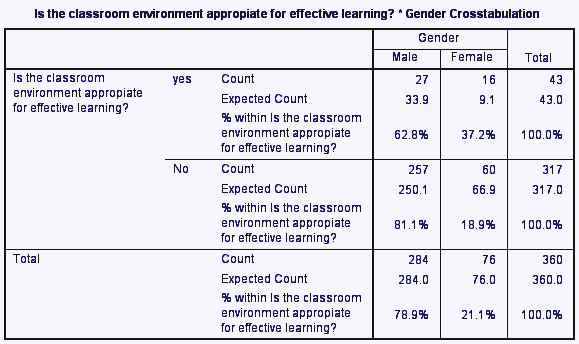 Is the classroom environment appropiate for effective learning? * Gender Crosstabulation
Gender
Male Female Total
Is the classroom environment appropiate for effective learning? yes Count 27 16 43
Expected Count 33.9 9.1 43.0
% within Is the classroom environment appropiate for effective learning? 62.8% 37.2% 100.0%
No Count 257 60 317
Expected Count 250.1 66.9 317.0
% within Is the classroom environment appropiate for effective learning? 81.1% 18.9% 100.0%
Total Count 284 76 360
Expected Count 284.0 76.0 360.0
% within Is the classroom environment appropiate for effective learning? 78.9% 21.1% 100.0%